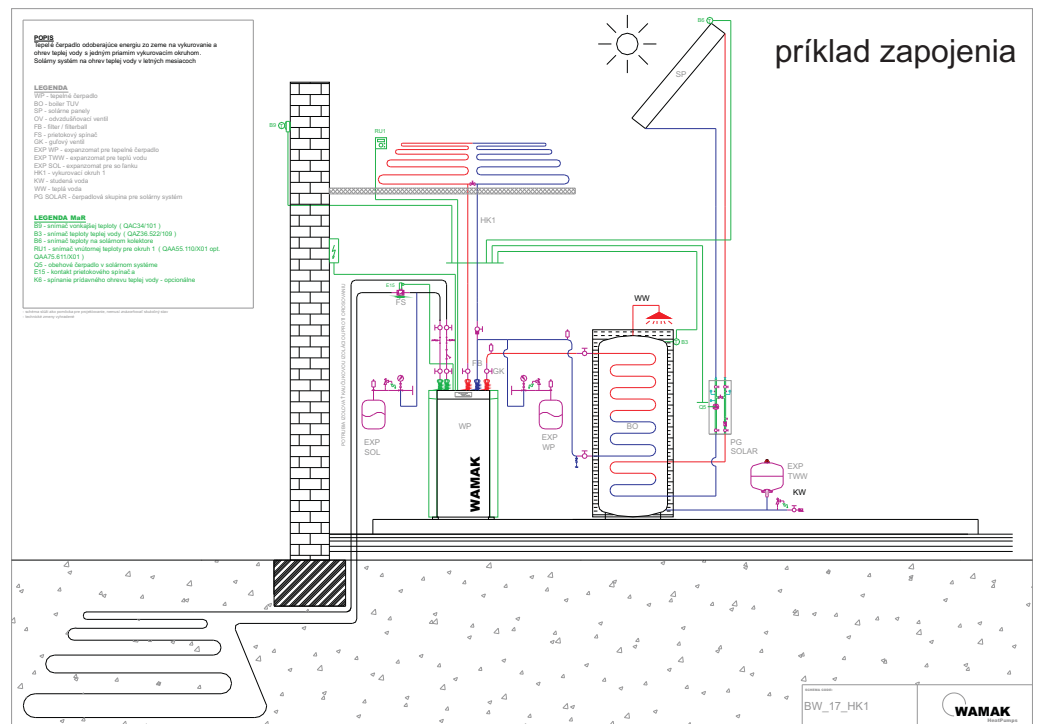 príklad zapojenia
POPIS
Tepelé čerpadlo odoberajúce energiu zo zeme na vykurovanie a
ohrev teplej vody s jedným priamim vykurovacím okruhom.
Solárny systém na ohrev teplej vody v letných mesiacoch
LEGENDA
WP - tepelné čerpadlo
BO - boiler TUV
SP - solárne panely
OV - odvzdušňovací ventil
FB - filter / filterball
FS - prietokový spínač
GK - guľový ventil
EXP WP - expanzomat pre tepelné čerpadlo
EXP TWW - expanzomat pre teplú vodu
EXP SOL - expanzomat pre
HK1 - vykurovací okruh 1
KW - studená voda
WW - teplá voda
PG SOLAR - čerpadlová skupina pre solárny systém
LEGENDA MaR
B9 - snímač vonkajšej teploty ( QAC34/101 )
B3 - snímač teploty teplej vody ( QAZ36.522/109 )
B6 - snímač teploty na solárnom kolektore
RU1 - snímač vnútornej teploty pre okruh 1 ( QAA55.110/X01 opt.
QAA75.611/X01 )
Q5 - obehové čerpadlo v solárnom systéme
E15 - kontakt prietokového spínača
K6 - spínanie prídavného ohrevu teplej vody - opcionálne
B6
SP
B9
RU1
HK1
E15
FS
WW
B3
FB
GK
WP
EXP
SOL
EXP
WP
BO
Q5
PG
SOLAR
EXP
TWW
KW
WAMAK
BW_17_HK1
WAMAK
HeatPumps